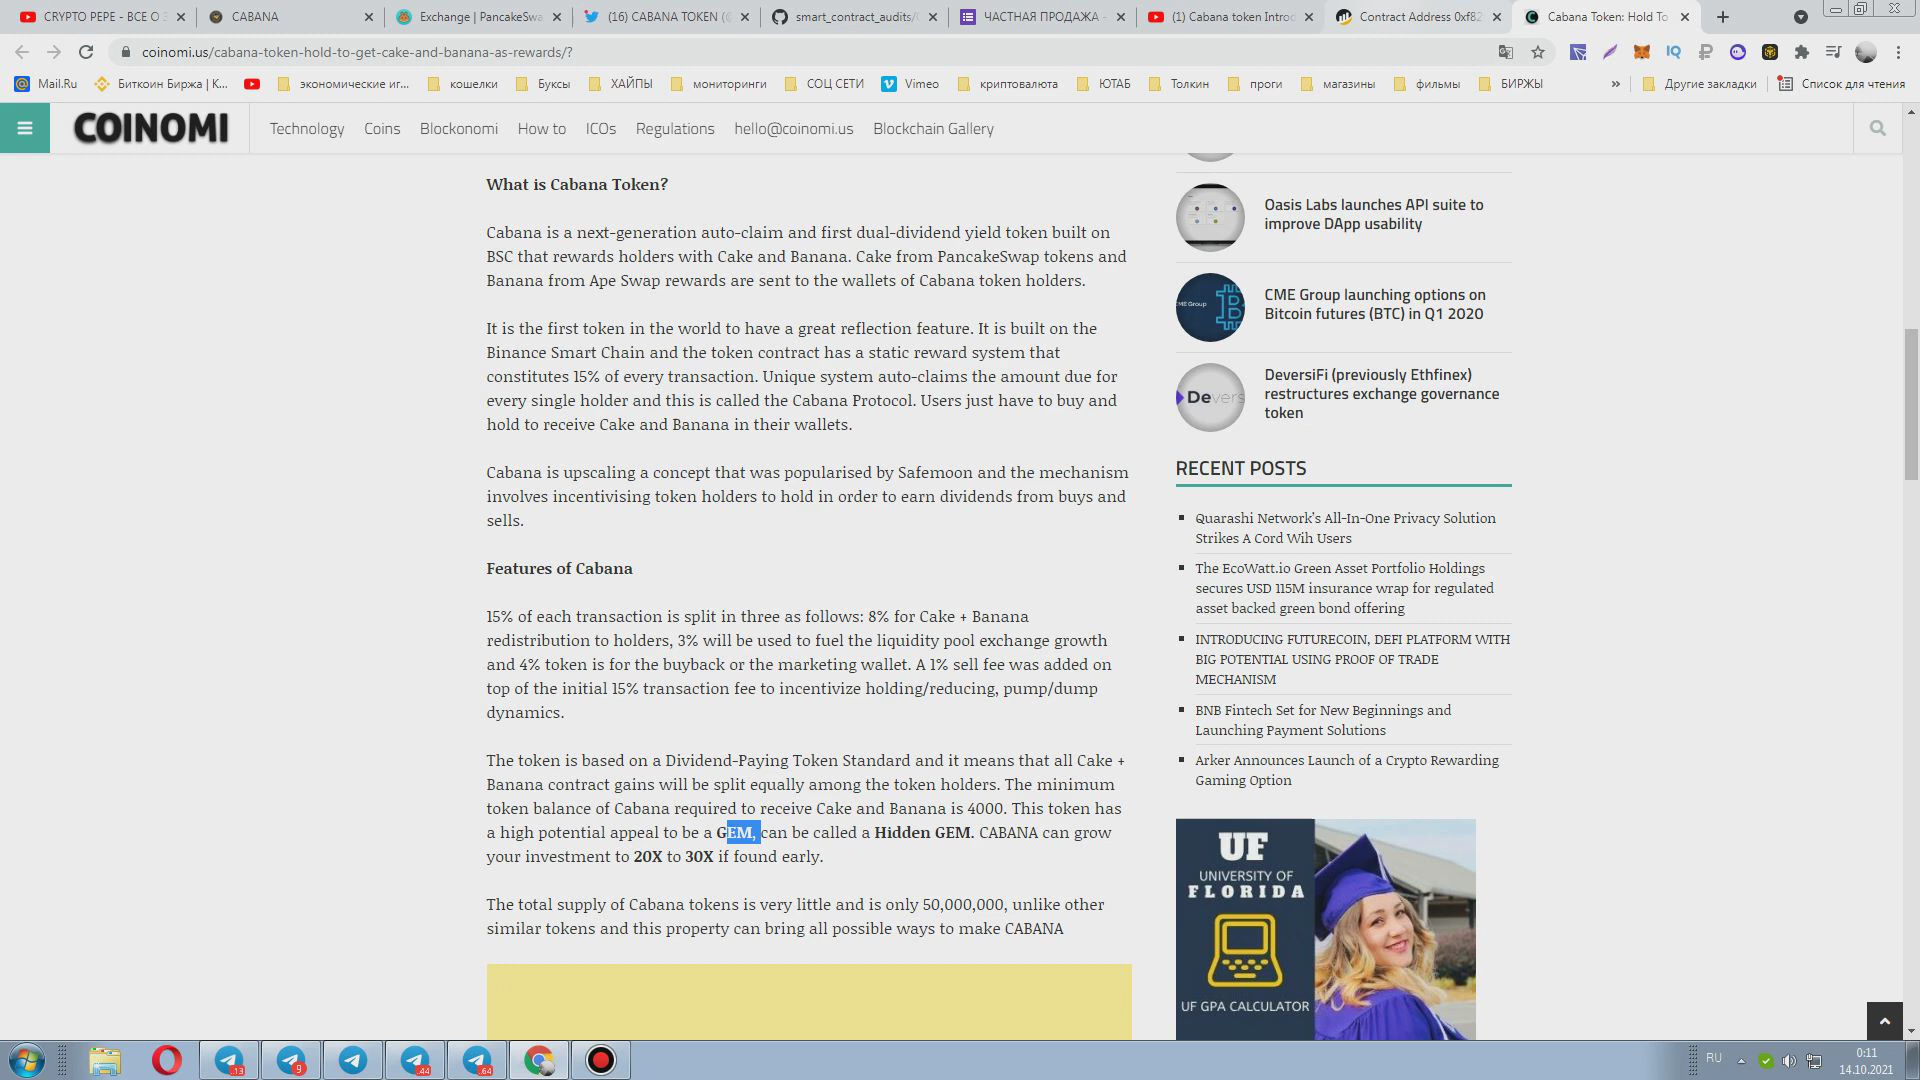 CRYPTO PEPE - ВСЕ О
CABANA
Exchange | PancakeSwa
(16) CABANA TOKEN (
smart_contract_audits/
ЧАСТНАЯ ПРОДАЖА
(1) Cabana token Introd
Contract Address 0xf82
Cabana Token: Hold To
coinomi.us/cabana-token-hold-to-get-cake-and-banana-as-rewards/?
Mail.Ru
Биткоин Биржа | К...
экономические иг...
кошелки
Буксы
ХАЙПЫ
мониторинги
СОЦ СЕТИ
Vimeo
криптовалюта
ЮТАБ
Толкин
проги
магазины
фильмы
БИРЖЫ
»
Другие закладки
Список для чтения
COINOMI
Technology
Coins
Blockonomi
How to
ICOs
Regulations
hello@coinomi.us
Blockchain Gallery
What is Cabana Token?
Cabana is a next-generation auto-claim and first dual-dividend yield token built on
BSC that rewards holders with Cake and Banana. Cake from PancakeSwap tokens and
Banana from Ape Swap rewards are sent to the wallets of Cabana token holders.
It is the first token in the world to have a great reflection feature. It is built on the
Binance Smart Chain and the token contract has a static reward system that
constitutes 15% of every transaction. Unique system auto-claims the amount due for
every single holder and this is called the Cabana Protocol. Users just have to buy and
hold to receive Cake and Banana in their wallets.
Cabana is upscaling a concept that was popularised by Safemoon and the mechanism
involves incentivising token holders to hold in order to earn dividends from buys and
sells.
Features of Cabana
15% of each transaction is split in three as follows: 8% for Cake + Banana
redistribution to holders, 3% will be used to fuel the liquidity pool exchange growth
and 4% token is for the buyback or the marketing wallet. A 1% sell fee was added on
top of the initial 15% transaction fee to incentivize holding/reducing, pump/dump
dynamics.
The token is based on a Dividend-Paying Token Standard and it means that all Cake +
Banana contract gains will be split equally among the token holders. The minimum
token balance of Cabana required to receive Cake and Banana is 4000. This token has
a high potential appeal to be a GEM, can be called a Hidden GEM. CABANA can grow
your investment to 20X to 30X if found early.
The total supply of Cabana tokens is very little and is only 50,000,000, unlike other
similar tokens and this property can bring all possible ways to make CABANA
Oasis Labs launches API suite to
improve DApp usability
CME Group
CME Group launching options on
Bitcoin futures (BTC) in Q1 2020
Devers
DeversiFi (previously Ethfinex)
restructures exchange governance
token
RECENT POSTS
Quarashi Network's All-In-One Privacy Solution
Strikes A Cord Wih Users
The EcoWatt.io Green Asset Portfolio Holdings
secures USD 115M insurance wrap for regulated
asset backed green bond offering
INTRODUCING FUTURECOIN, DEFI PLATFORM WITH
BIG POTENTIAL USING PROOF OF TRADE
MECHANISM
BNB Fintech Set for New Beginnings and
Launching Payment Solutions
Arker Announces Launch of a Crypto Rewarding
Gaming Option
UF
UNIVERSITY OF
FLORIDA
UF GPA CALCULATOR
..13
9
..44
..64
RU
0:11
14.10.2021